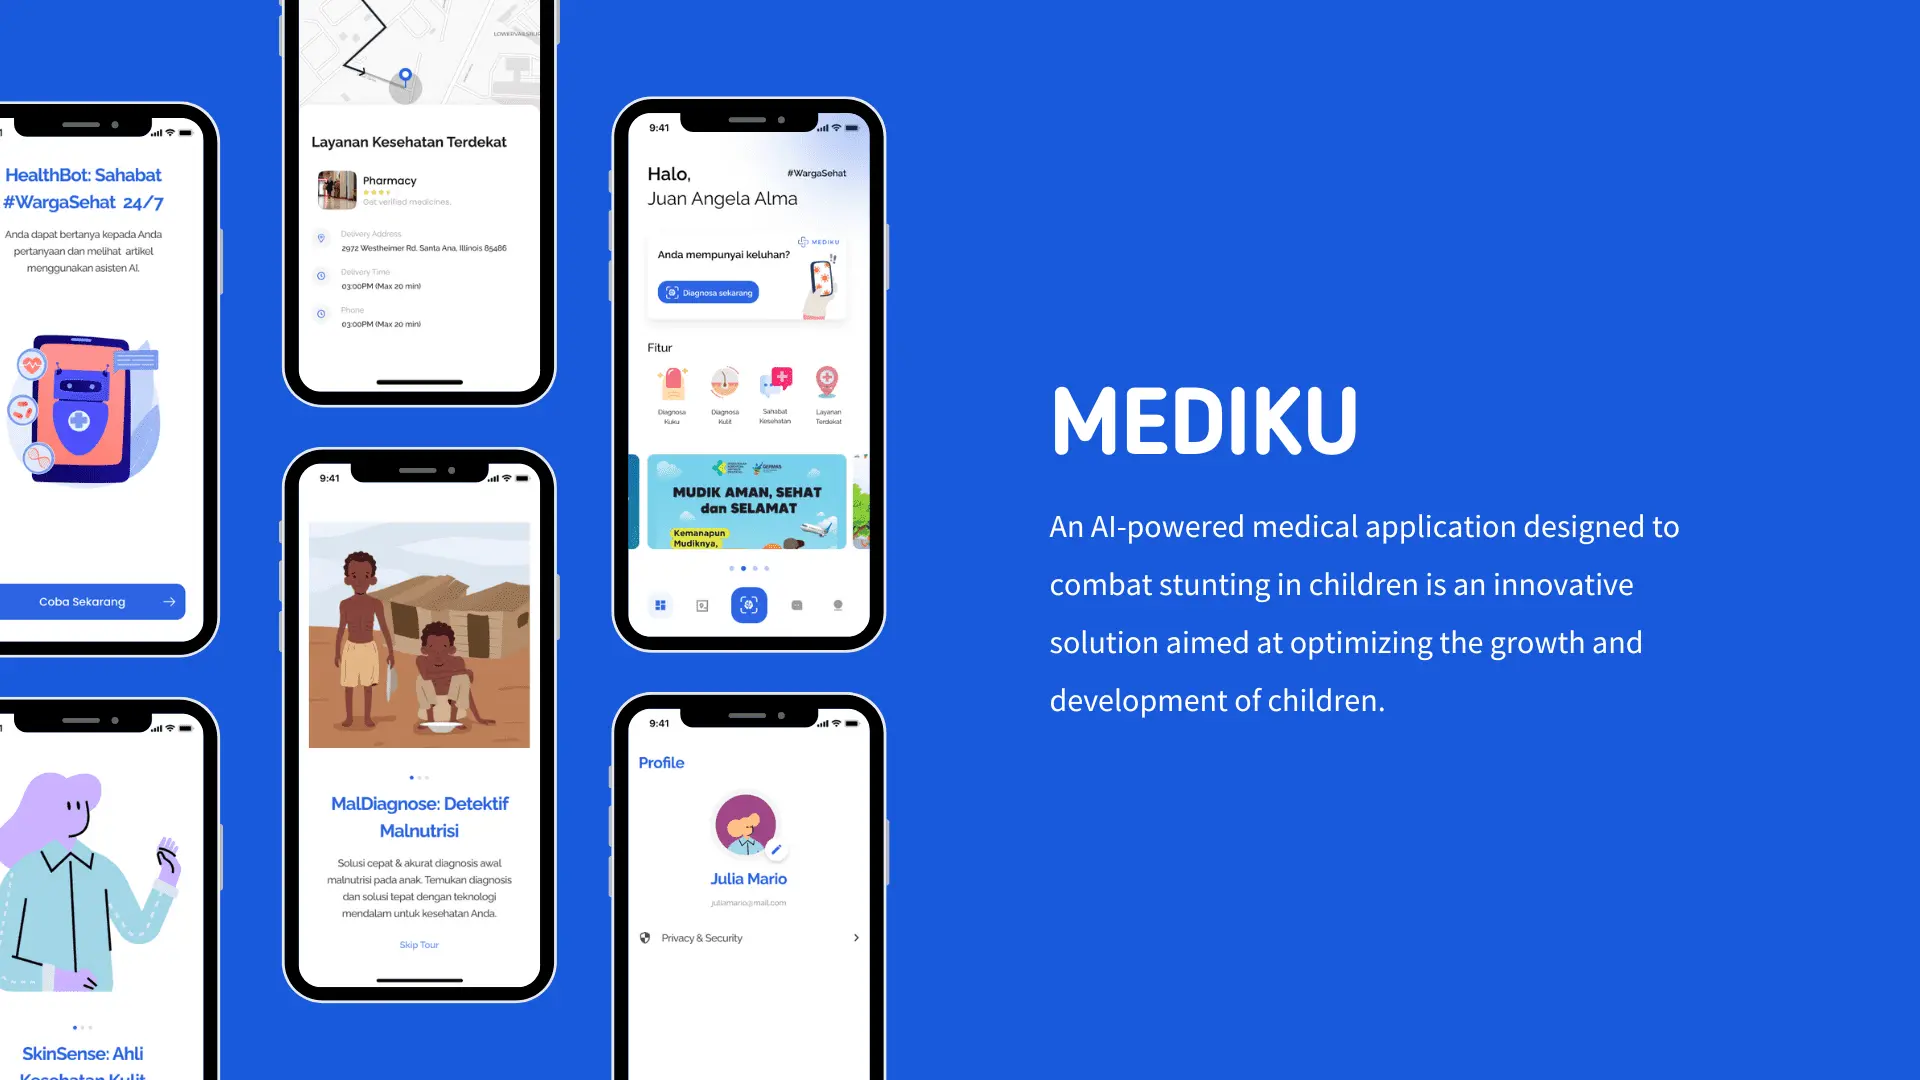 HealthBot: Sahabat
#WargaSehat 24/7
Anda dapat bertanya kepada Anda
pertanyaan dan melihat artikel
menggunakan asisten AI.
Coba Sekarang
SkinSense: Ahli
Kesehatan Kulit
Layanan Kesehatan Terdekat
Pharmacy
Get verified medicines.
Delivery Address
2972 Westheimer Rd. Santa Ana, Illinois 85486
Delivery Time
03:00PM (Max 20 min)
Phone
03:00PM (Max 20 min)
9:41
MalDiagnose: Detektif
Malnutrisi
Solusi cepat & akurat diagnosis awal
malnutrisi pada anak. Temukan diagnosis
dan solusi tepat dengan teknologi
mendalam untuk kesehatan Anda.
Skip Tour
9:41
Halo,
#WargaSehat
Juan Angela Alma
MEDIKU
Anda mempunyai keluhan?
Diagnosa sekarang
Fitur
Diagnosa
Kuku
Diagnosa
Kulit
Sahabat
Kesehatan
Layanan
Terdekat
MUDIK AMAN, SEHAT
dan SELAMAT
Kemanapun
Mudiknya,
9:41
Profile
Julia Mario
juliamario@mail.com
Privacy & Security
MEDIKU
An AI-powered medical application designed to
combat stunting in children is an innovative
solution aimed at optimizing the growth and
development of children.